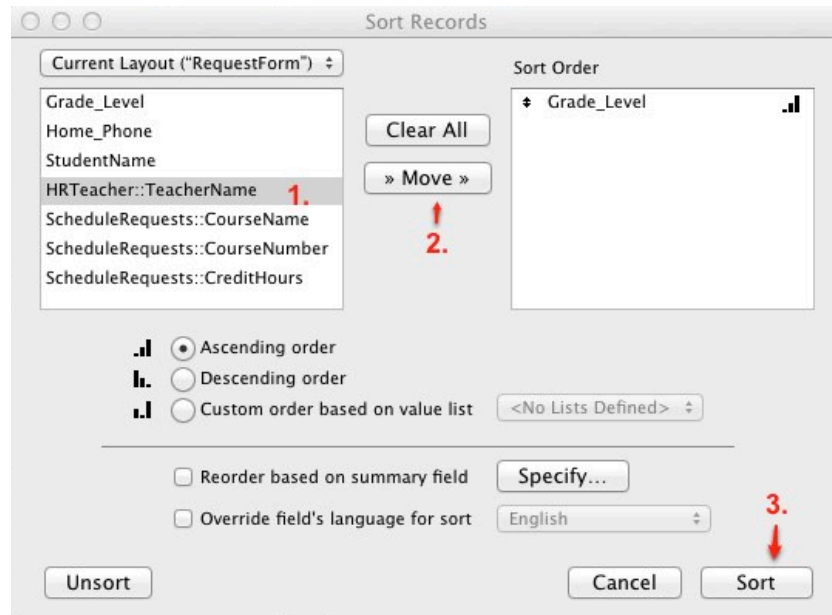 Sort Records
Current Layout ("RequestForm")
Sort Order
Grade_Level
Home_Phone
StudentName
HRTeacher::TeacherName 1.
ScheduleRequests::CourseName
ScheduleRequests::CourseNumber
ScheduleRequests::CreditHours
Clear All
» Move »
2.
Grade_Level
Ascending order
Descending order
Custom order based on value list <No Lists Defined>
Reorder based on summary field Specify...
Override field's language for sort English
3.
Unsort Cancel Sort